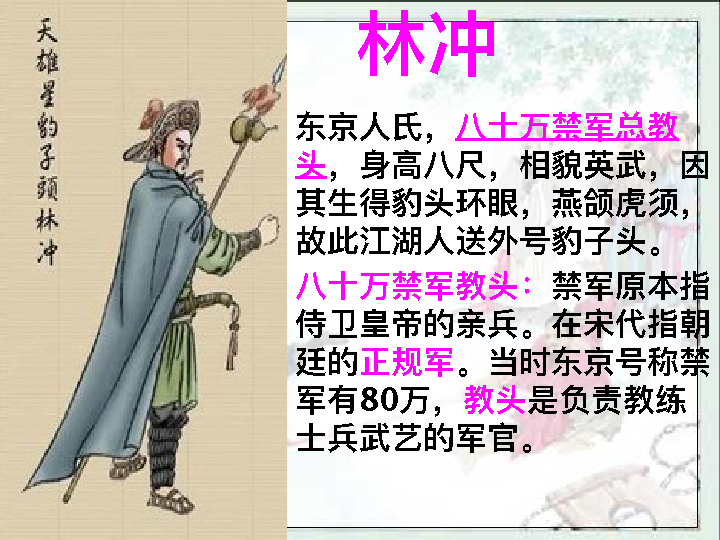 天雄星豹子頭林冲
林冲
东京人氏，八十万禁军总教
头，身高八尺，相貌英武，因
其生得豹头环眼，燕颔虎须，
故此江湖人送外号豹子头。
八十万禁军教头：禁军原本指
侍卫皇帝的亲兵。在宋代指朝
廷的正规军。当时东京号称禁
军有80万，教头是负责教练
士兵武艺的军官。